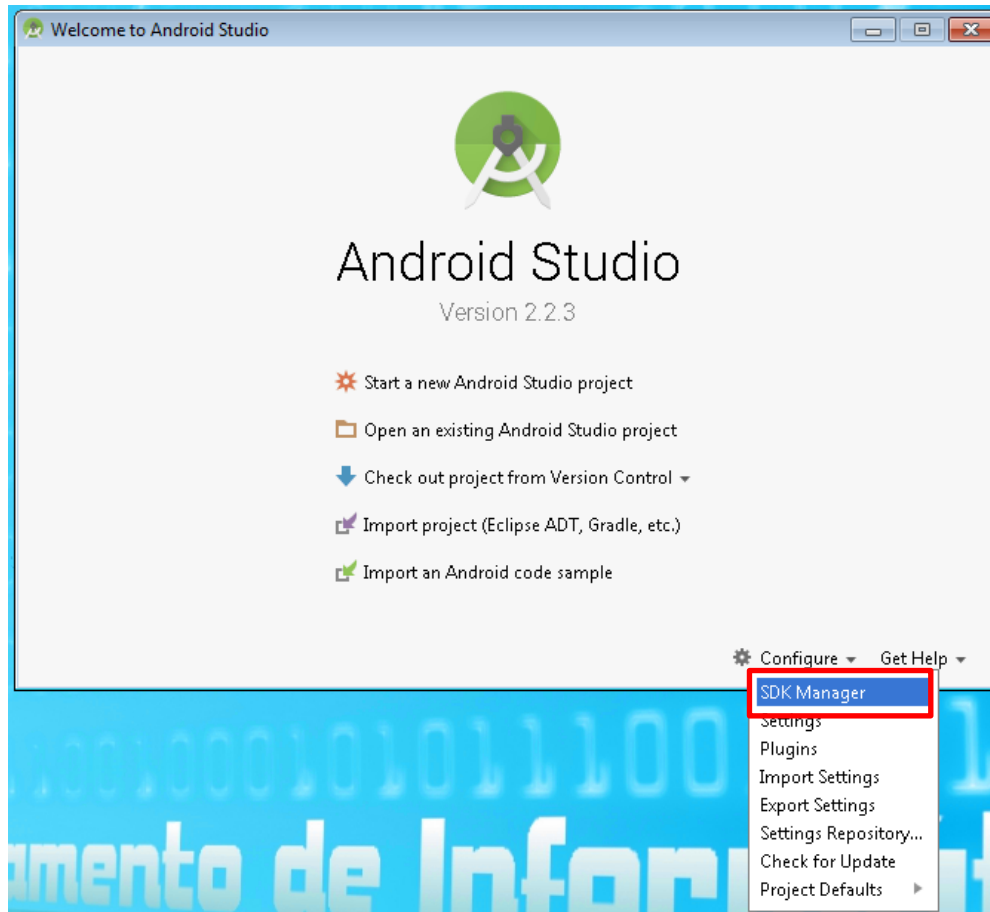 Welcome to Android Studio
Android Studio
Version 2.2.3
Start a new Android Studio project
Open an existing Android Studio project
Check out project from Version Control
Import project (Eclipse ADT, Gradle, etc.)
Import an Android code sample
Configure Get Help
SDK Manager
Settings
Plugins
Import Settings
Export Settings
Settings Repository...
Check for Update
Project Defaults
010101011100
de